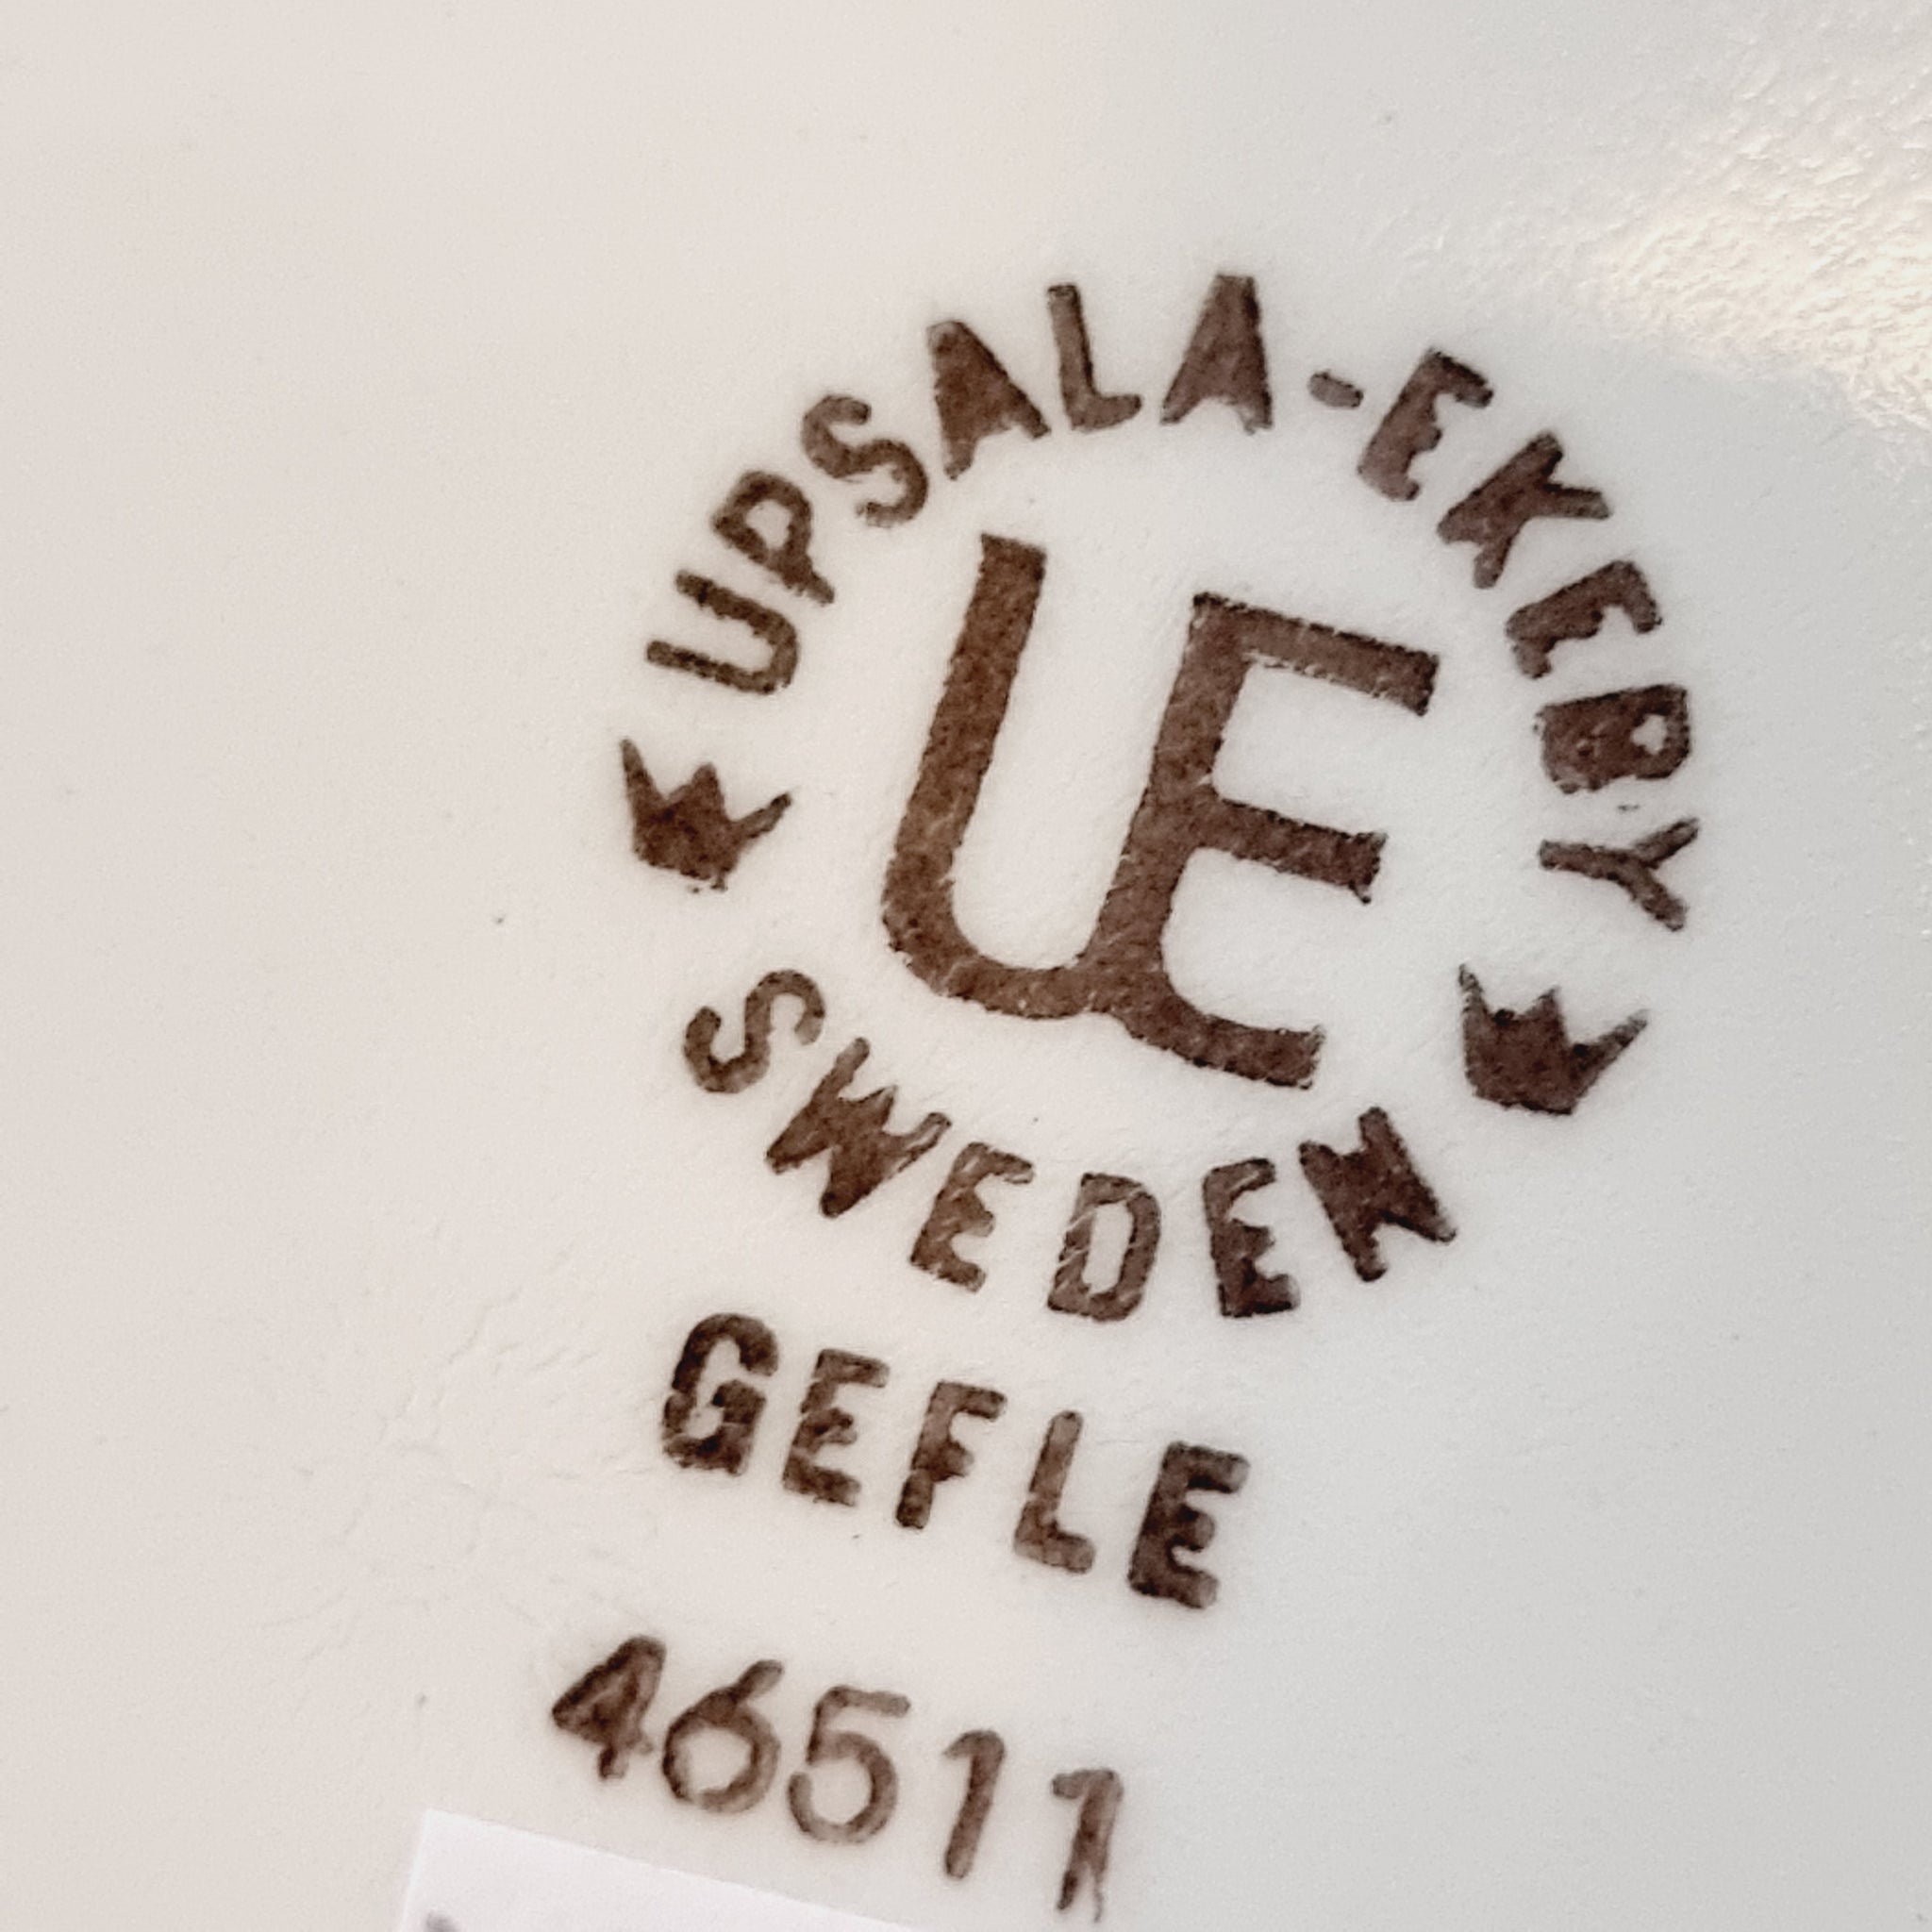 UPSALA-EKEBY
UE
SWEDEN
GEFLE
46511